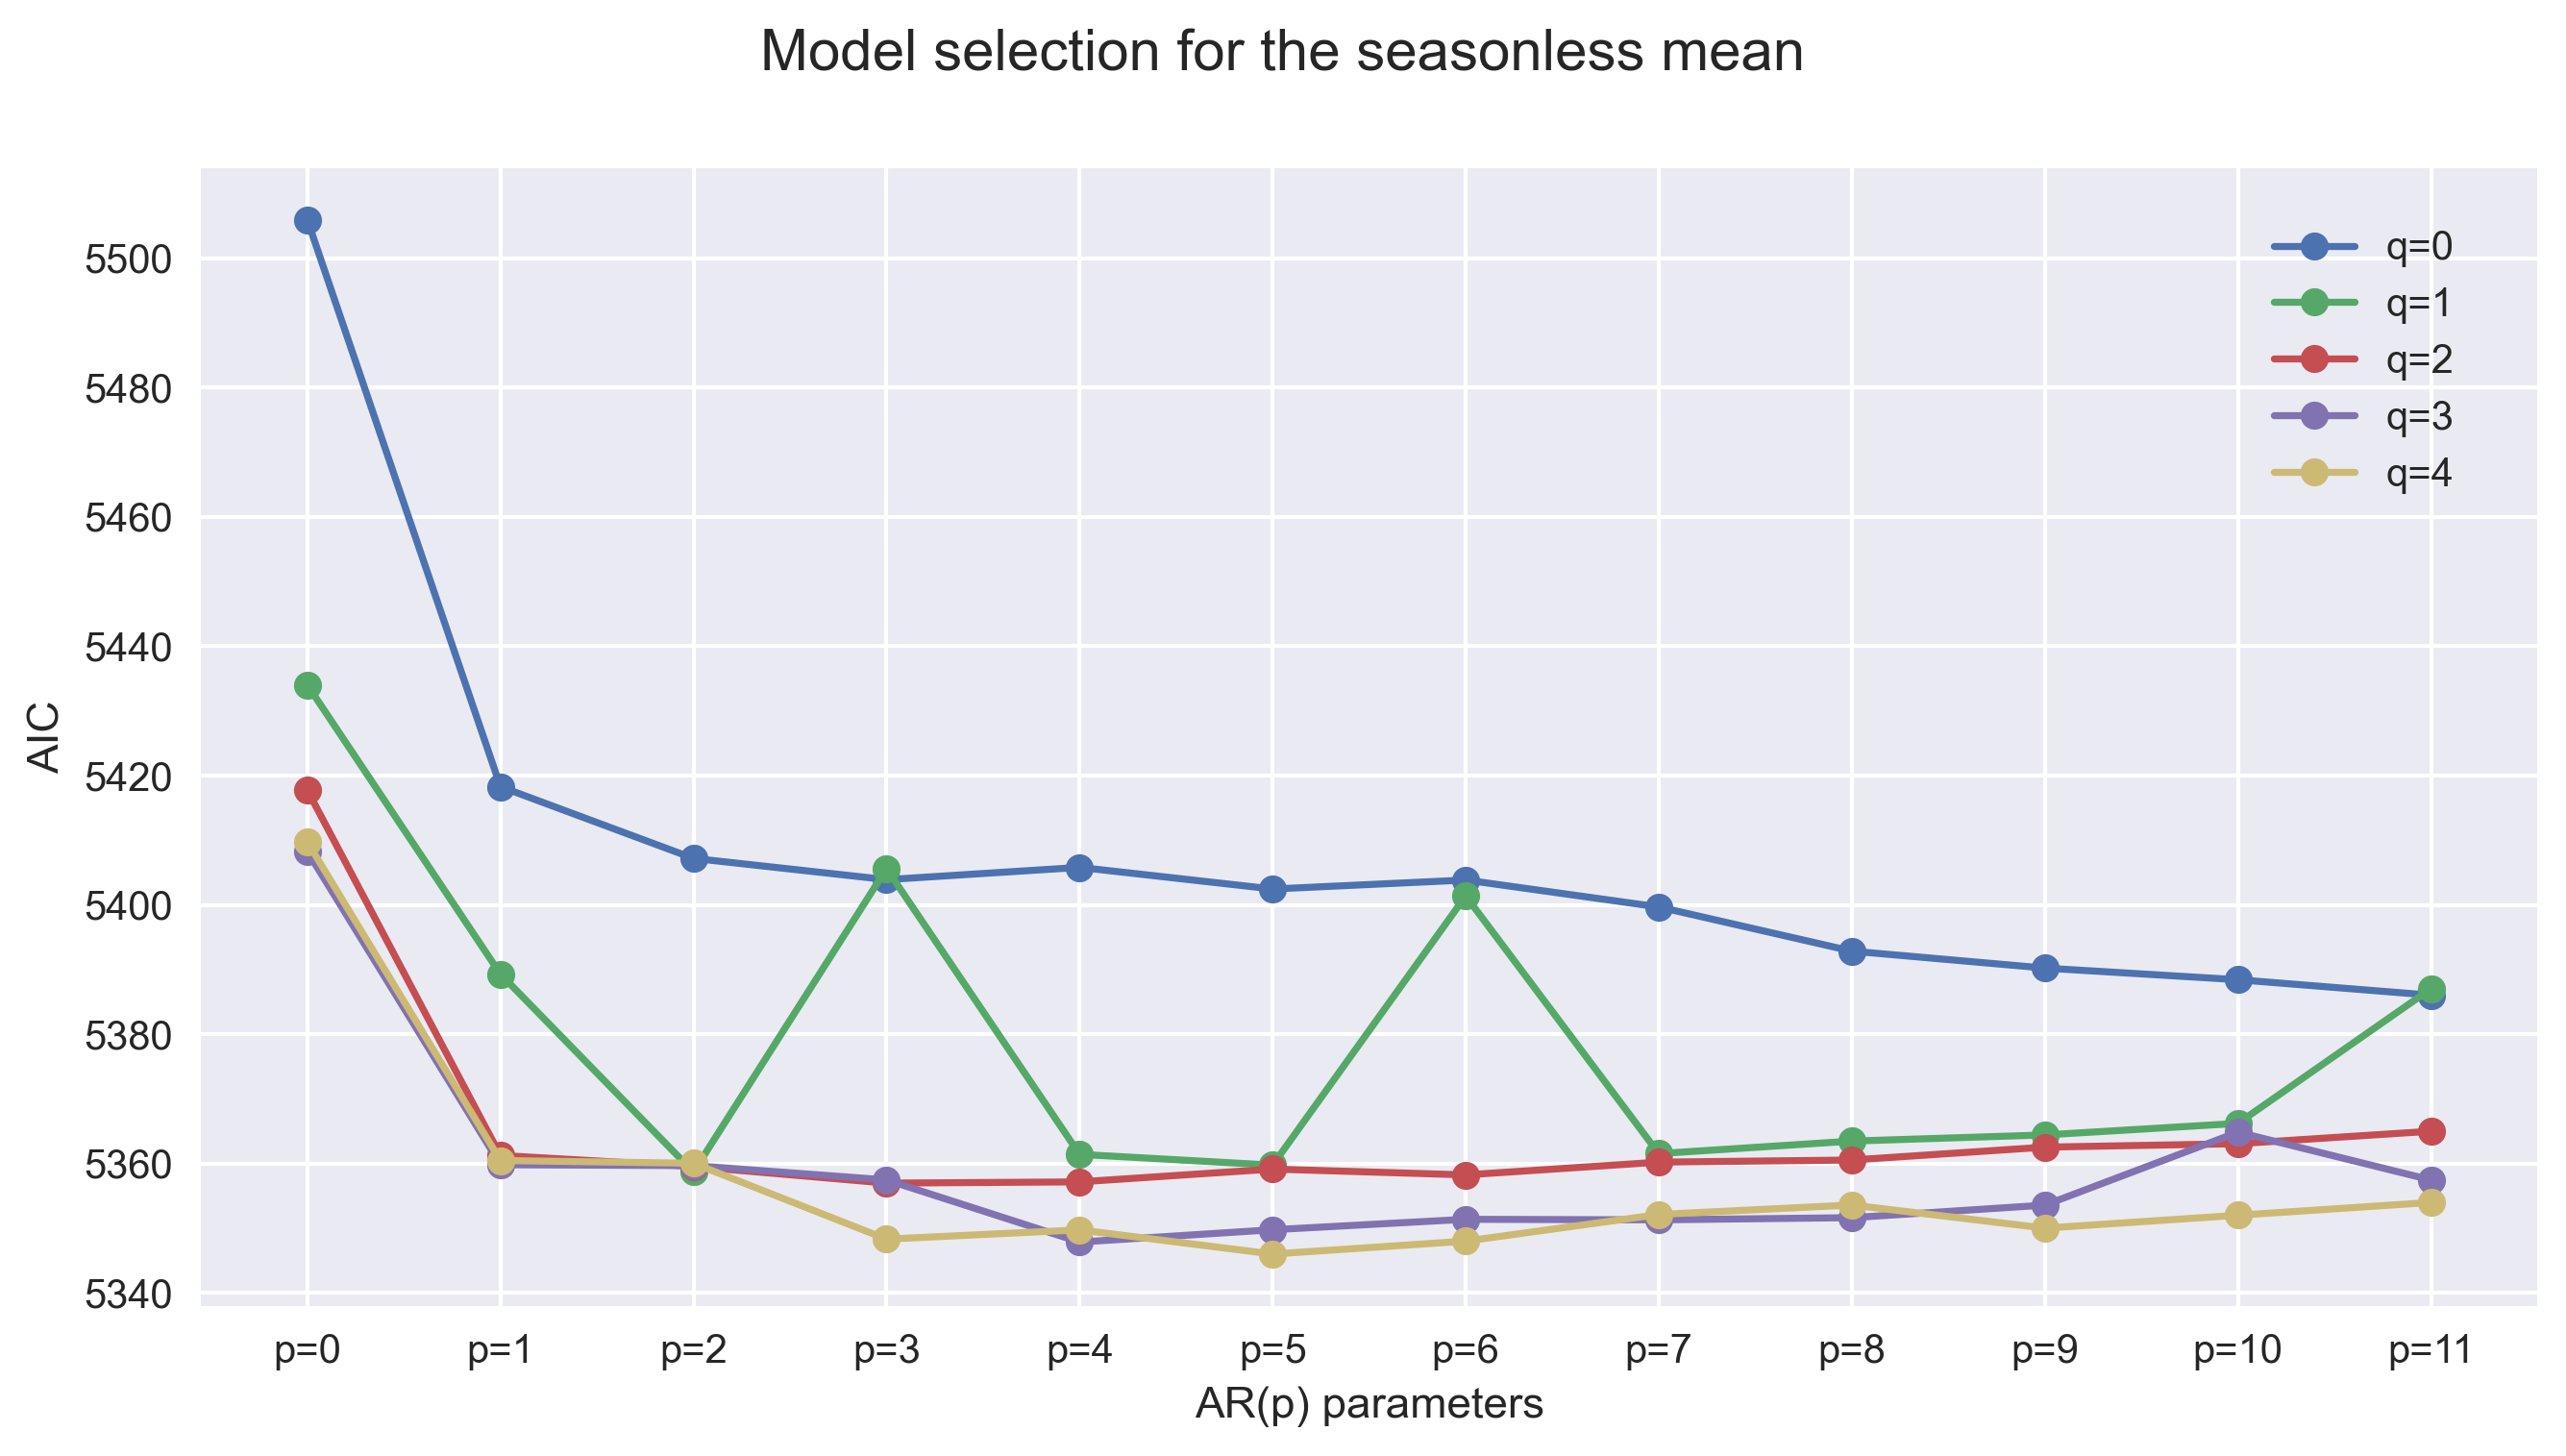 Model selection for the seasonless mean
5500
5480
5460
5440
5420
5400
5380
5360
5340
AIC
q=0
q=1
q=2
q=3
q=4
p=0 p=1 p=2 p=3 p=4 p=5 p=6 p=7 p=8 p=9 p=10 p=11
AR(p) parameters